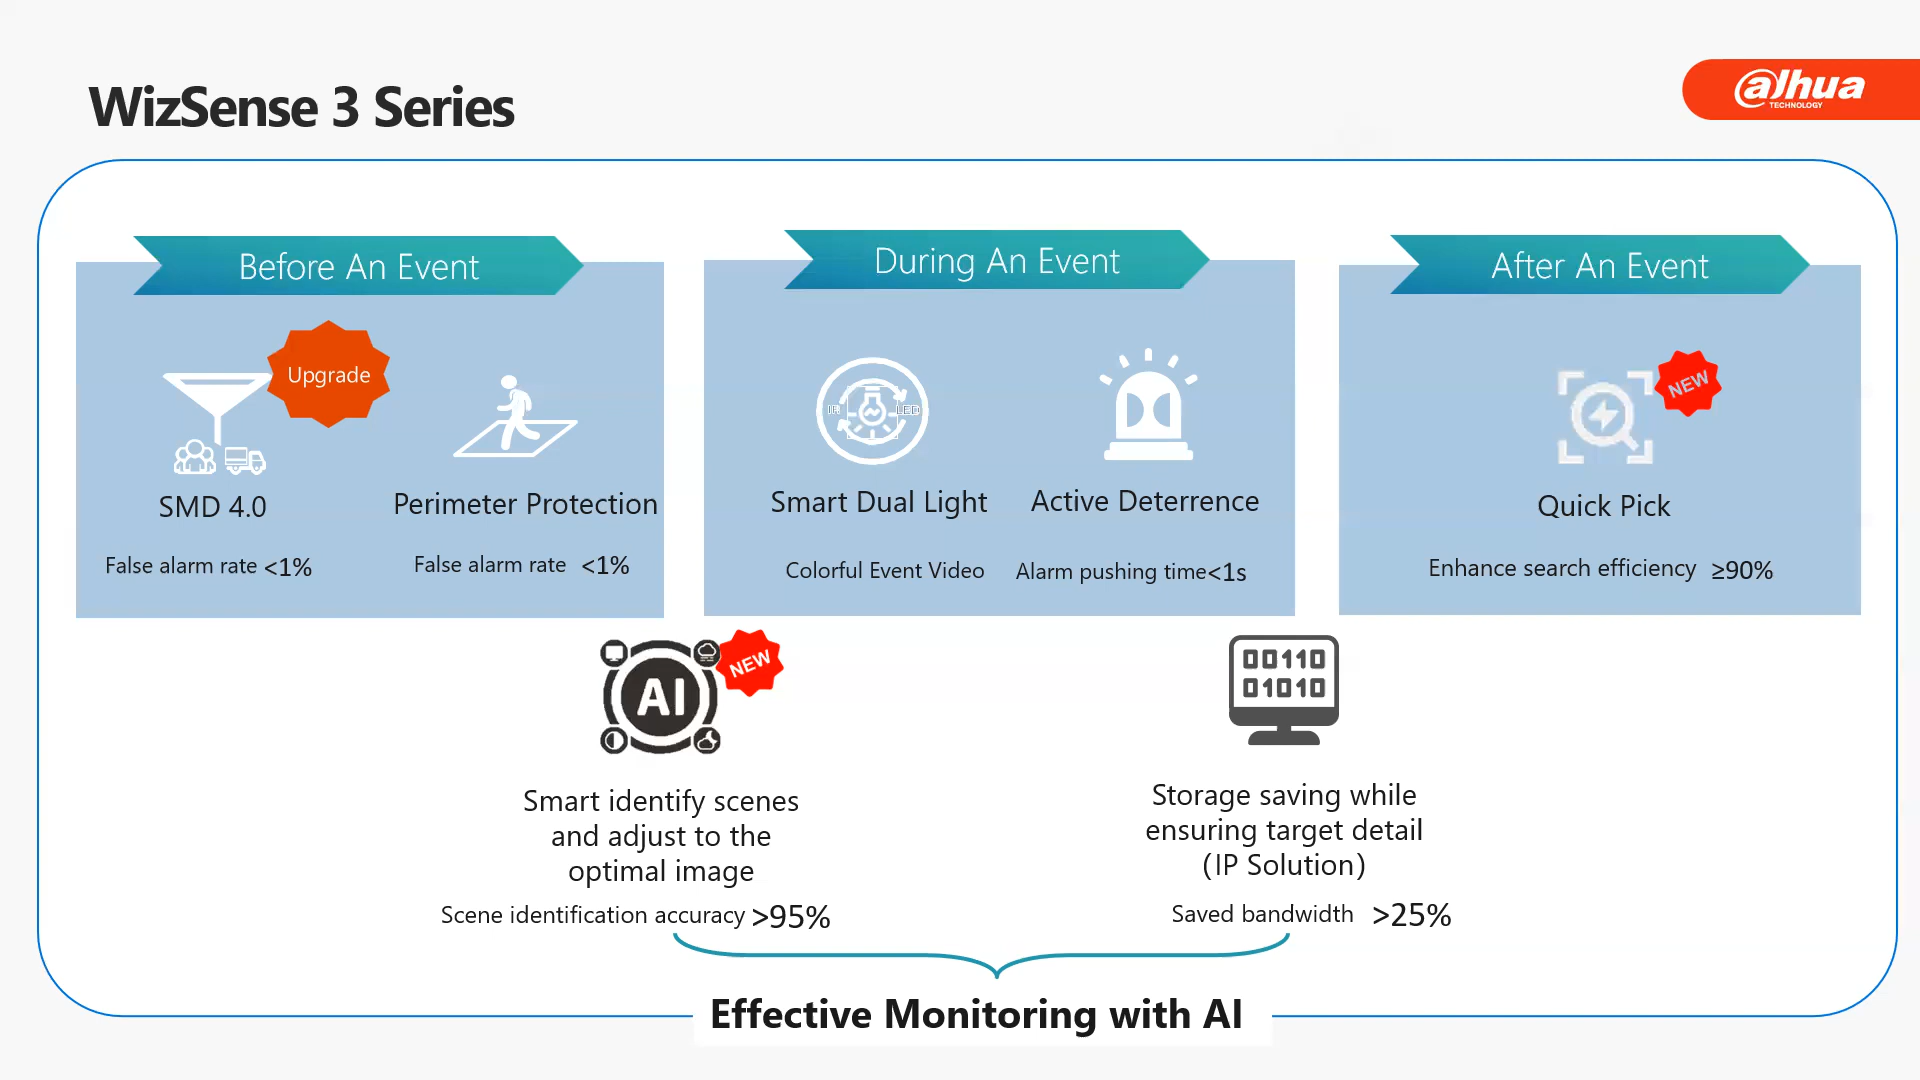 WizSense 3 Series
alhua
TECHNOLOGY
Before An Event
During An Event
After An Event
Upgrade
NEW
IR
LED
SMD 4.0
Perimeter Protection
Smart Dual Light
Active Deterrence
Quick Pick
False alarm rate <1%
False alarm rate <1%
Colorful Event Video
Alarm pushing time<1s
Enhance search efficiency ≥90%
AI
NEW
00110
01010
Smart identify scenes
and adjust to the
optimal image
Scene identification accuracy >95%
Storage saving while
ensuring target detail
(IP Solution)
Saved bandwidth >25%
Effective Monitoring with AI